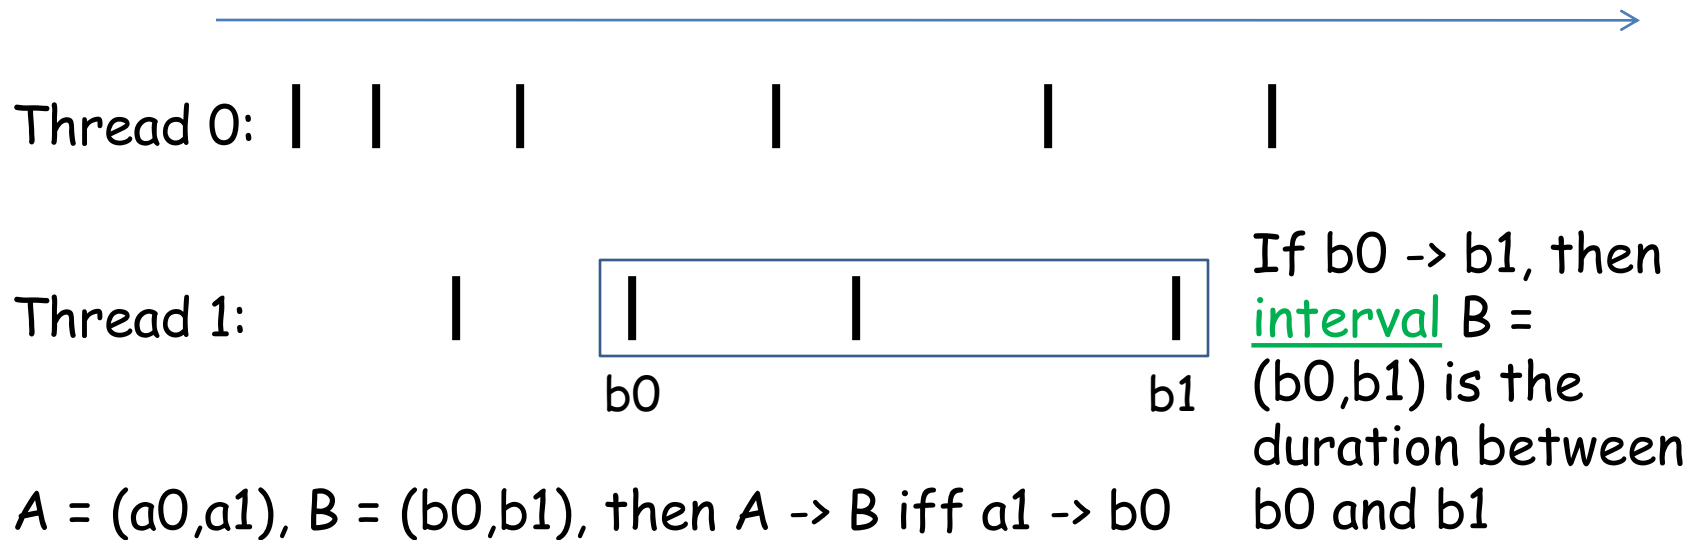 Thread 0:
If b0 -> b1, then
Thread 1:
interval B =
(b0,b1) is the
b0
b1
duration between
A = (a0,a1), B = (b0,b1), then A -> B iff a1 -> b0
b0 and b1